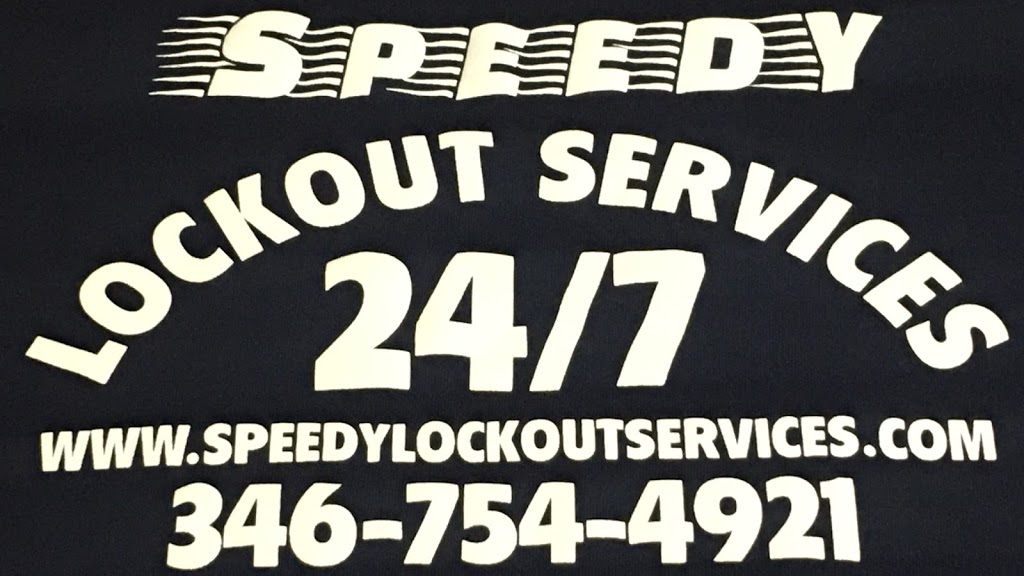 SPEEDY
LOCKOUT SERVICES
24/7
WWW.SPEEDYLOCKOUTSERVICES.COM
346-754-4921